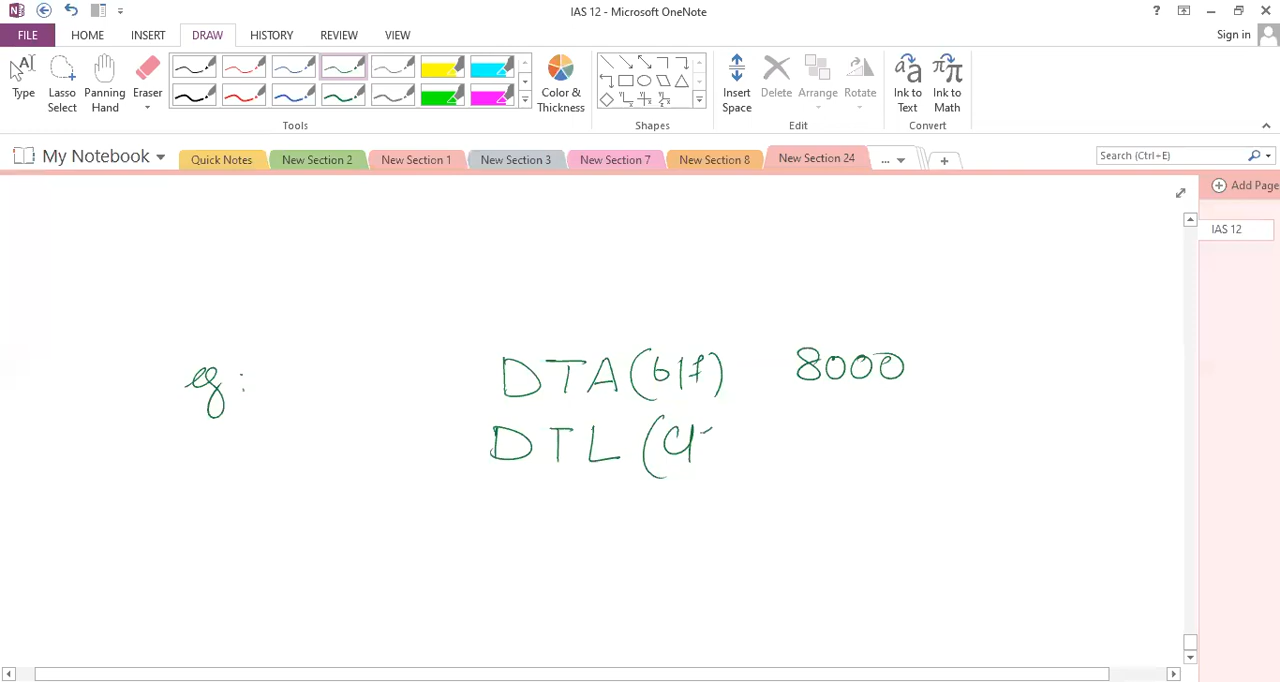 IAS 12 - Microsoft OneNote
?
FILE HOME INSERT DRAW HISTORY REVIEW VIEW Sign in
Type
Lasso Select
Panning Hand
Eraser
Color & Thickness
Insert Space
Delete
Arrange
Rotate
Ink to Text
Ink to Math
Tools Shapes Edit Convert
My Notebook Quick Notes New Section 2 New Section 1 New Section 3 New Section 7 New Section 8 New Section 24 ... + Search (Ctrl+E)
Add Page
IAS 12
eg: DTA (b/f) 8000
DTL (c/